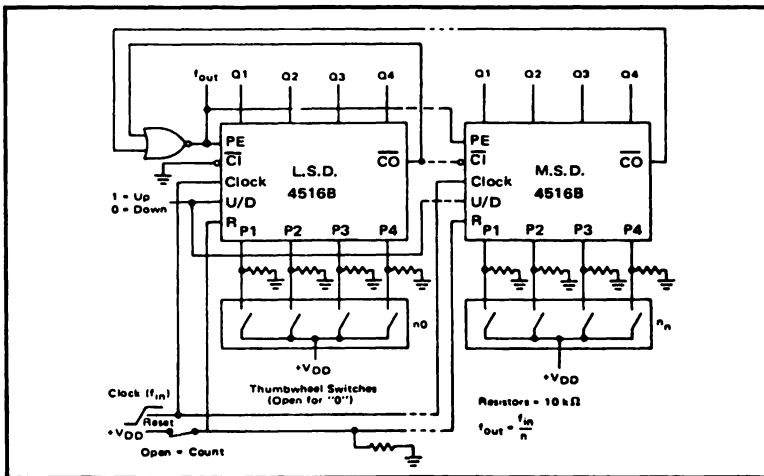 fout Q1 Q2 Q3 Q4
Q1 Q2 Q3 Q4
PE
CI
Clock
U/D
R
L.S.D.
4516B
CO
P1 P2 P3 P4
PE
CI
Clock
U/D
R
M.S.D.
4516B
CO
P1 P2 P3 P4
1 = Up
0 = Down
n0
nn
+VDD
+VDD
Thumbwheel Switches
(Open for "0")
Clock (fin)
Reset
+VDD
Open = Count
Resistors = 10 kΩ
fout = fin/n